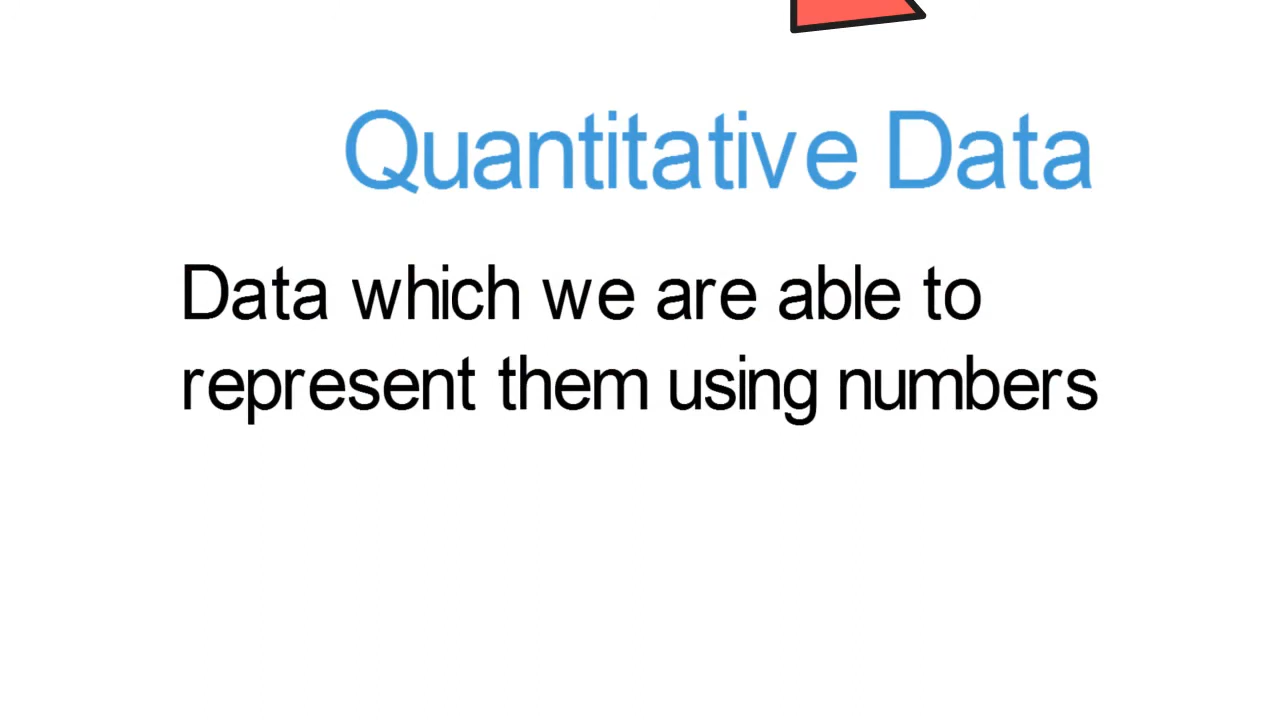 Quantitative Data
Data which we are able to
represent them using numbers